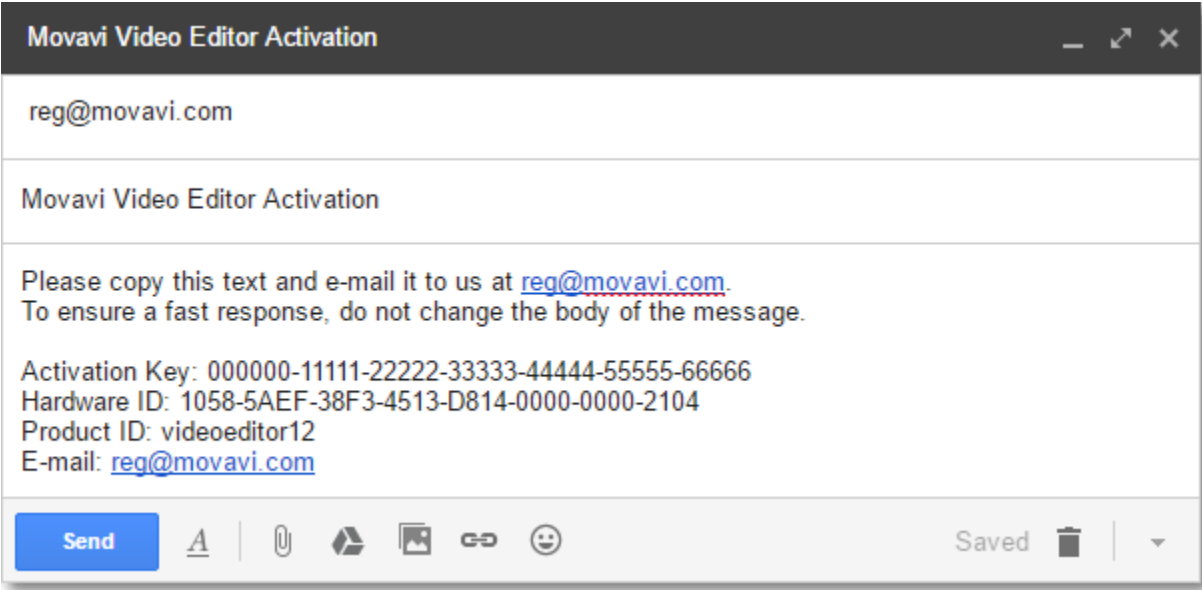 Movavi Video Editor Activation
reg@movavi.com
Movavi Video Editor Activation
Please copy this text and e-mail it to us at reg@movavi.com.
To ensure a fast response, do not change the body of the message.
Activation Key: 000000-11111-22222-33333-44444-55555-66666
Hardware ID: 1058-5AEF-38F3-4513-D814-0000-0000-2104
Product ID: videoeditor12
E-mail: reg@movavi.com
Send A Saved